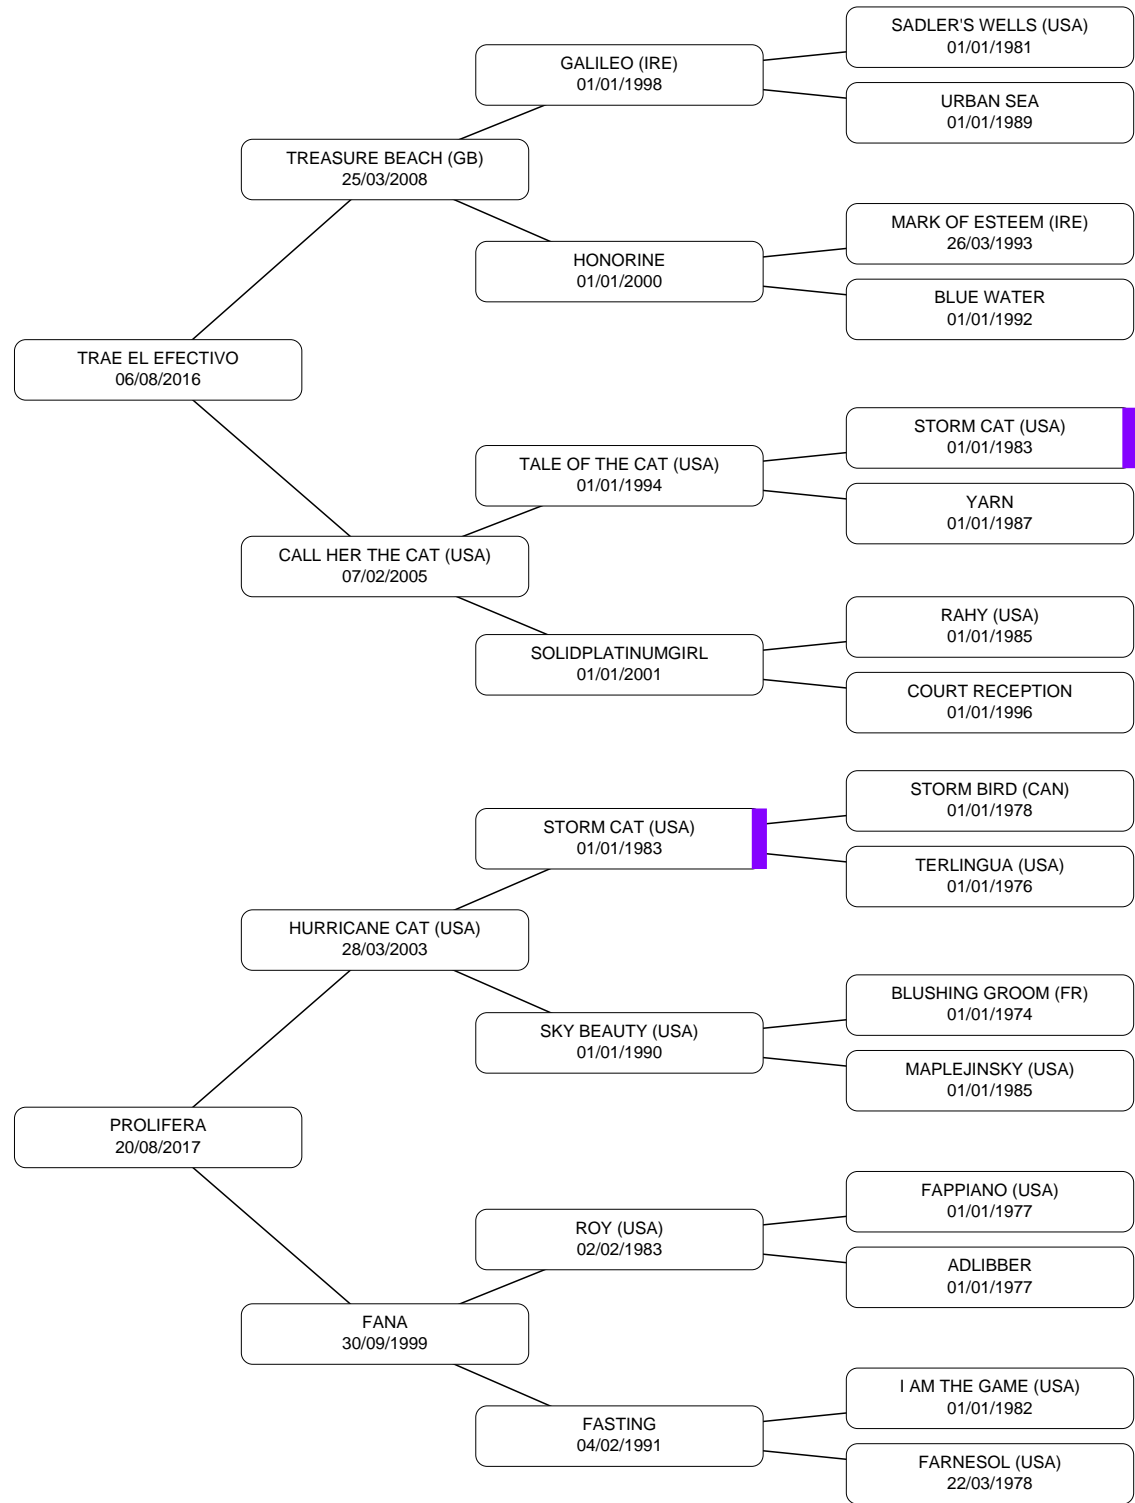 SADLER'S WELLS (USA)
01/01/1981
GALILEO (IRE)
01/01/1998
URBAN SEA
01/01/1989
TREASURE BEACH (GB)
25/03/2008
MARK OF ESTEEM (IRE)
26/03/1993
HONORINE
01/01/2000
BLUE WATER
01/01/1992
TRAE EL EFECTIVO
06/08/2016
STORM CAT (USA)
01/01/1983
TALE OF THE CAT (USA)
01/01/1994
YARN
01/01/1987
CALL HER THE CAT (USA)
07/02/2005
RAHY (USA)
01/01/1985
SOLIDPLATINUMGIRL
01/01/2001
COURT RECEPTION
01/01/1996
STORM BIRD (CAN)
01/01/1978
STORM CAT (USA)
01/01/1983
TERLINGUA (USA)
01/01/1976
HURRICANE CAT (USA)
28/03/2003
BLUSHING GROOM (FR)
01/01/1974
SKY BEAUTY (USA)
01/01/1990
MAPLEJINSKY (USA)
01/01/1985
PROLIFERA
20/08/2017
FAPPIANO (USA)
01/01/1977
ROY (USA)
02/02/1983
ADLIBBER
01/01/1977
FANA
30/09/1999
I AM THE GAME (USA)
01/01/1982
FASTING
04/02/1991
FARNESOL (USA)
22/03/1978